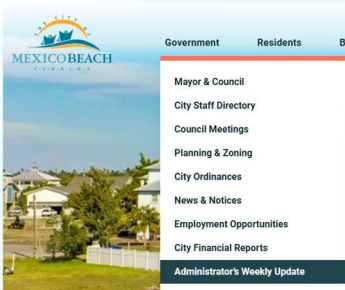 THE CITY OF
MEXICO BEACH
FLORIDA
Government Residents B
Mayor & Council
City Staff Directory
Council Meetings
Planning & Zoning
City Ordinances
News & Notices
Employment Opportunities
City Financial Reports
Administrator's Weekly Update